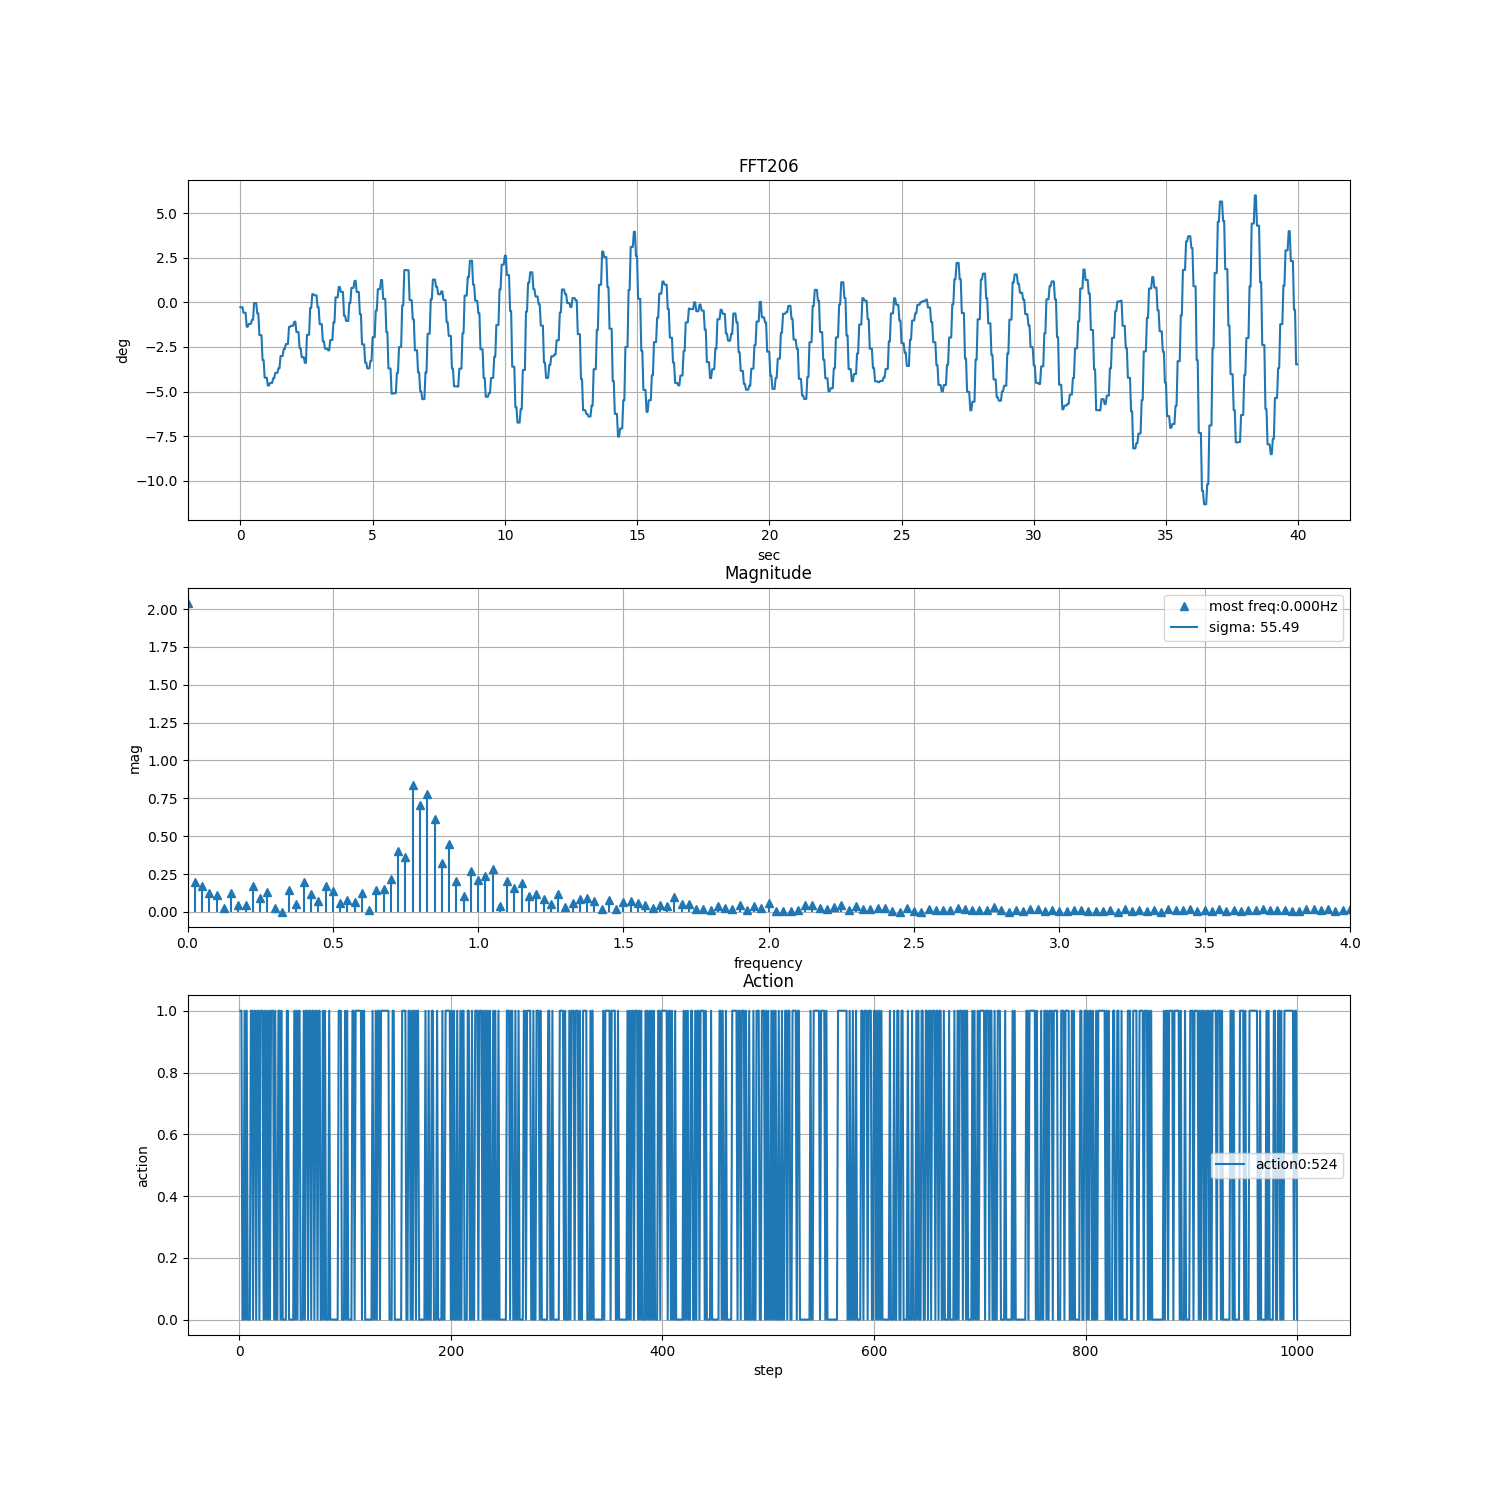 FFT206
5.0
2.5
0.0
−2.5
−5.0
−7.5
−10.0
deg
0 5 10 15 20 25 30 35 40
sec
Magnitude
2.00
1.75
1.50
1.25
1.00
0.75
0.50
0.25
0.00
mag
most freq:0.000Hz
sigma: 55.49
0.0 0.5 1.0 1.5 2.0 2.5 3.0 3.5 4.0
frequency
Action
1.0
0.8
0.6
0.4
0.2
0.0
action
action0:524
0 200 400 600 800 1000
step